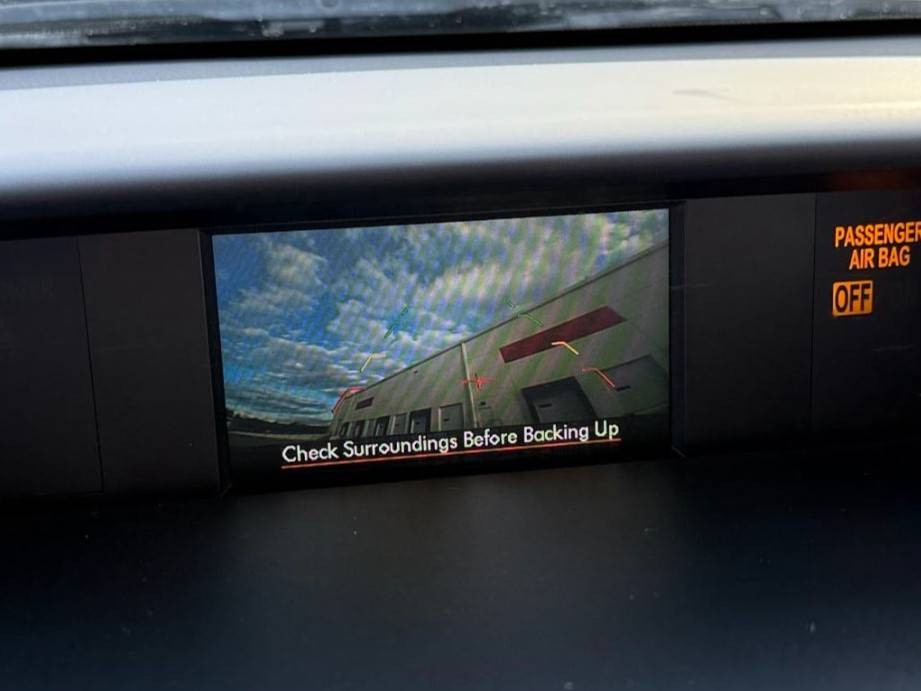 PASSENGER
AIR BAG
OFF
Check Surroundings Before Backing Up